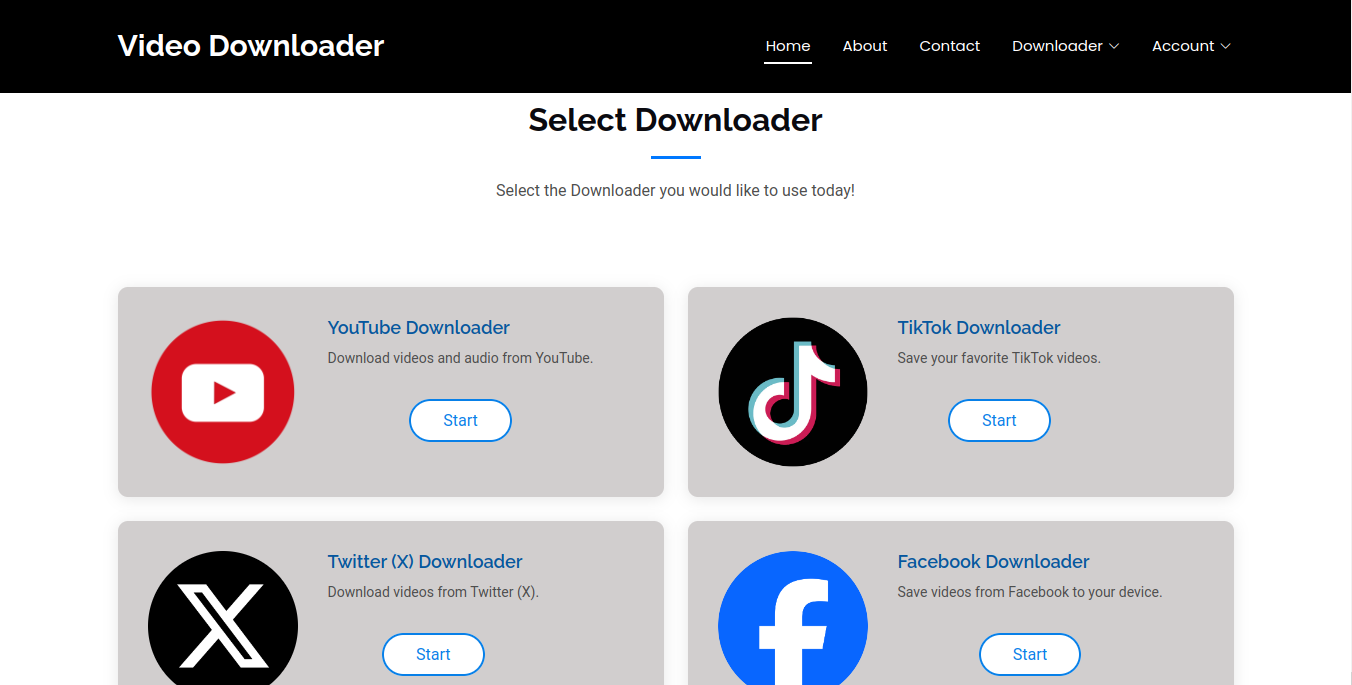 Video Downloader
Home About Contact Downloader Account
Select Downloader
Select the Downloader you would like to use today!
YouTube Downloader
Download videos and audio from YouTube.
Start
TikTok Downloader
Save your favorite TikTok videos.
Start
Twitter (X) Downloader
Download videos from Twitter (X).
Start
Facebook Downloader
Save videos from Facebook to your device.
Start